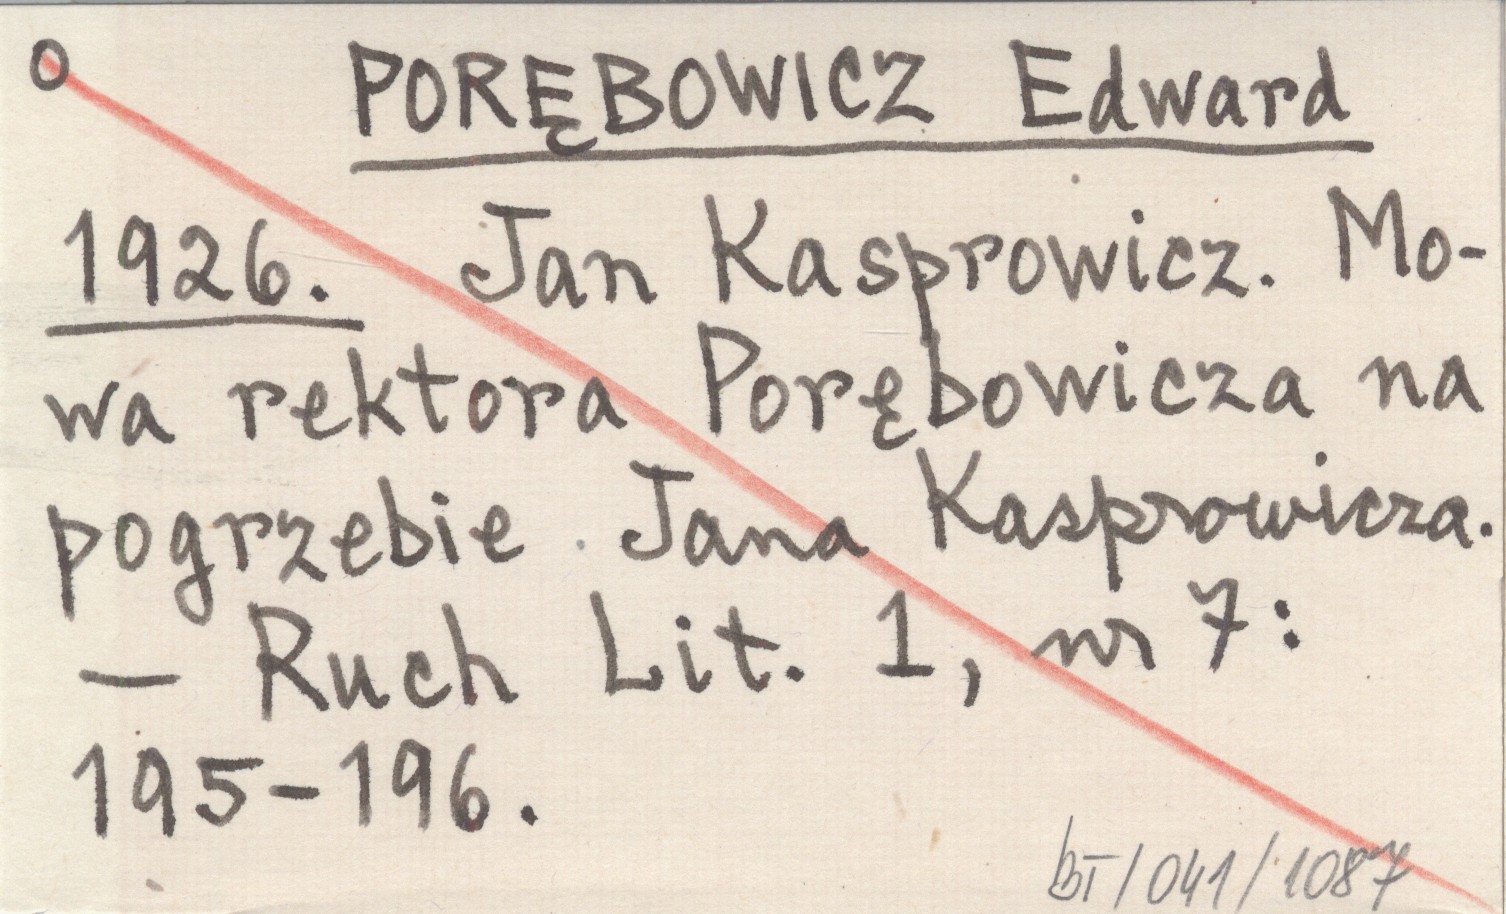 o PORĘBOWICZ Edward
1926. Jan Kasprowicz. Mo-
wa rektora Porębowicza na
pogrzebie Jana Kasprowicza.
— Ruch Lit. 1, nr 7:
195-196.
BT/041/1087